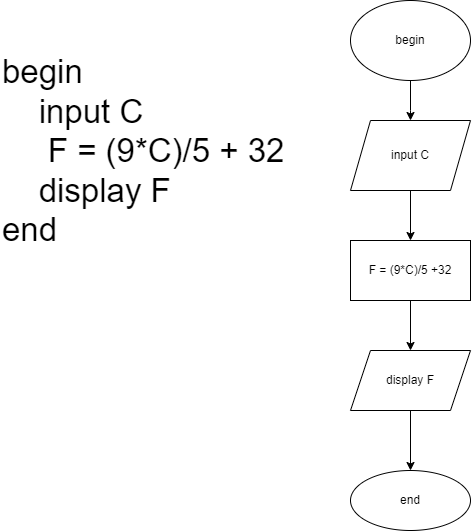 begin
input C
F = (9*C)/5 + 32
display F
end
begin
input C
F = (9*C)/5 +32
display F
end